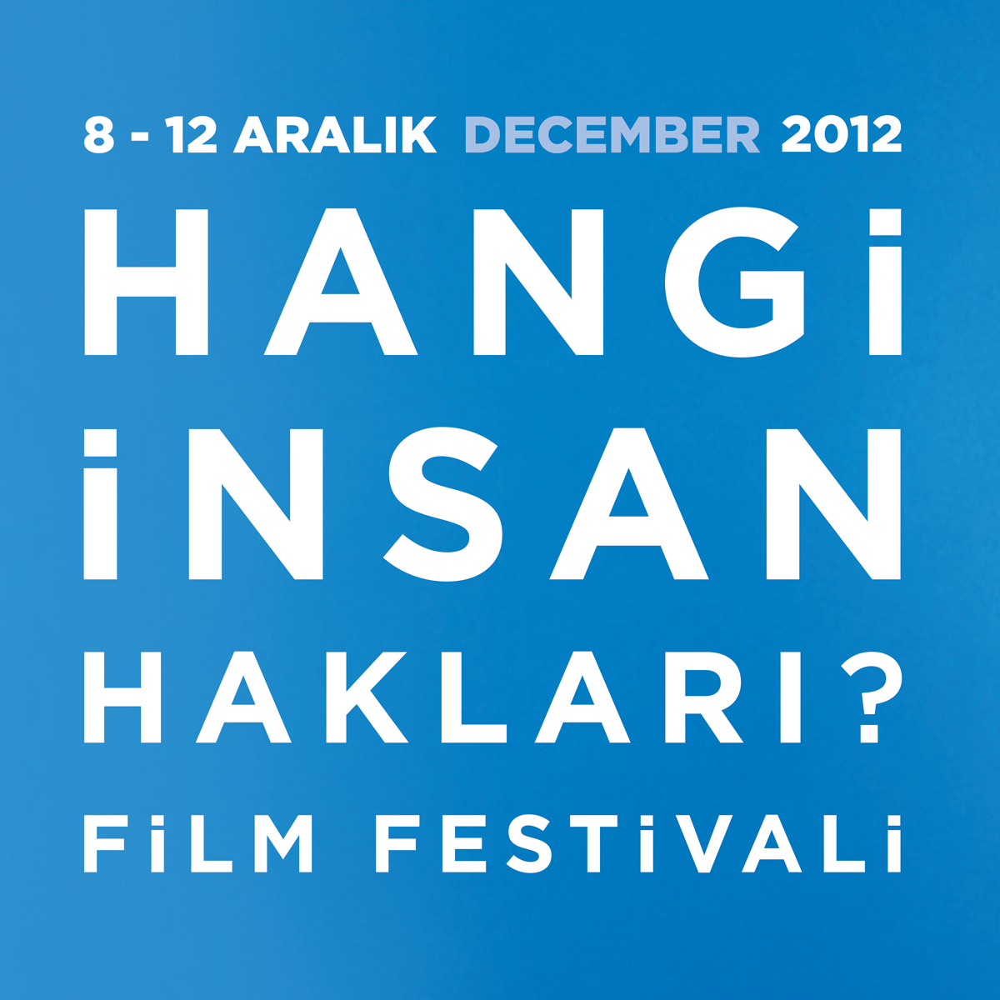 8 - 12 ARALIK DECEMBER 2012
HANGİ
İNSAN
HAKLARI?
FİLM FESTİVALİ